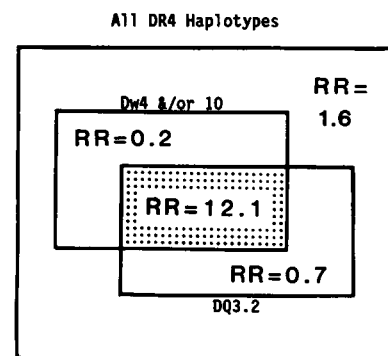 All DR4 Haplotypes
RR=
1.6
Dw4 &/or 10
RR=0.2
RR=12.1
RR=0.7
DQ3.2